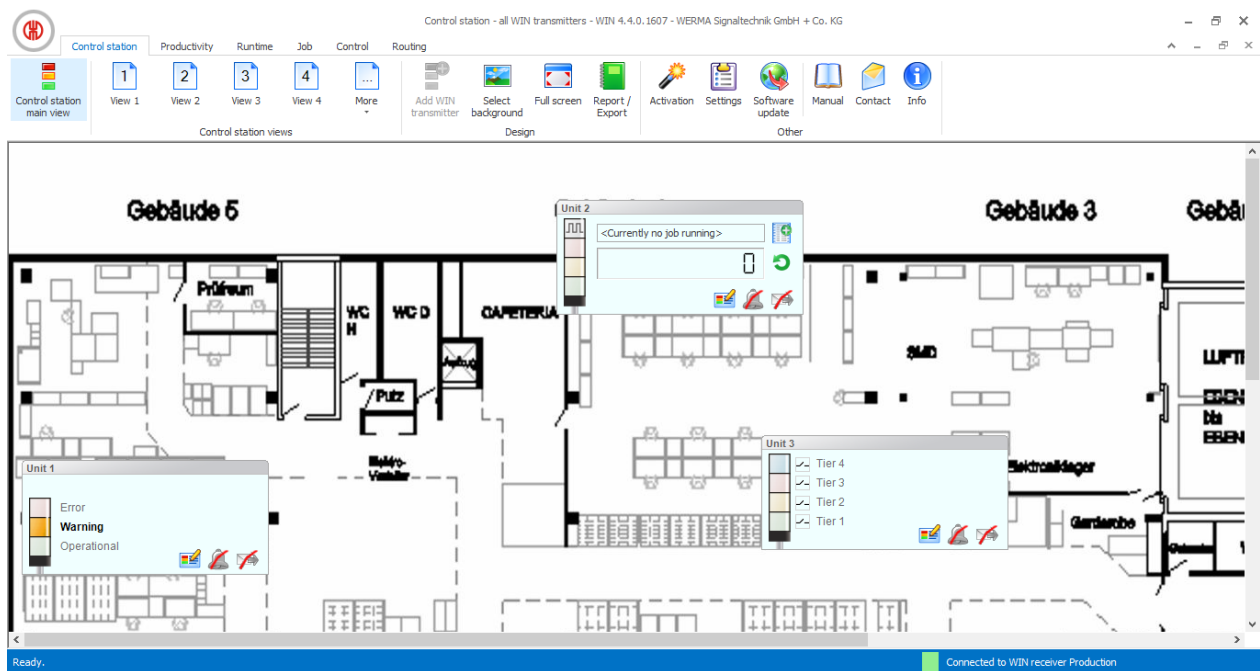 Control station - all WIN transmitters - WIN 4.4.0.1607 - WERMA Signaltechnik GmbH + Co. KG
Control station Productivity Runtime Job Control Routing
Control station main view
View 1
View 2
View 3
View 4
More
Control station views
Add WIN transmitter
Select background
Full screen
Report / Export
Design
Activation
Settings
Software update
Manual
Contact
Info
Other
Gebäude 5
Gebäude 3
Unit 2
<Currently no job running>
0
Prüfraum
WC H
WC D
CAFETERIA
Aufzug
Putz
SMD
Elektro-
Verteiler
Unit 1
Error
Warning
Operational
Unit 3
Tier 4
Tier 3
Tier 2
Tier 1
Elektroniklager
Garderobe
bis
Ready.
Connected to WIN receiver Production